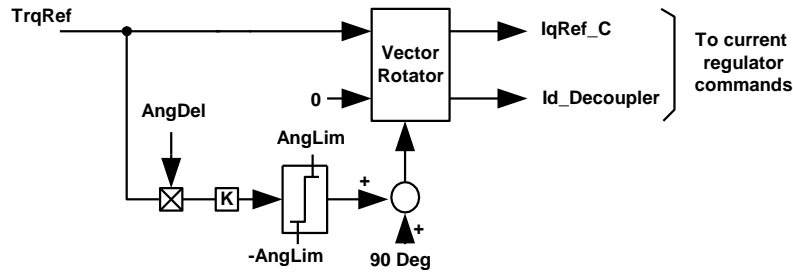 TrqRef
IqRef_C
To current
regulator
commands
Vector
Rotator
0
Id_Decoupler
AngDel
AngLim
K
+
+
-AngLim
90 Deg